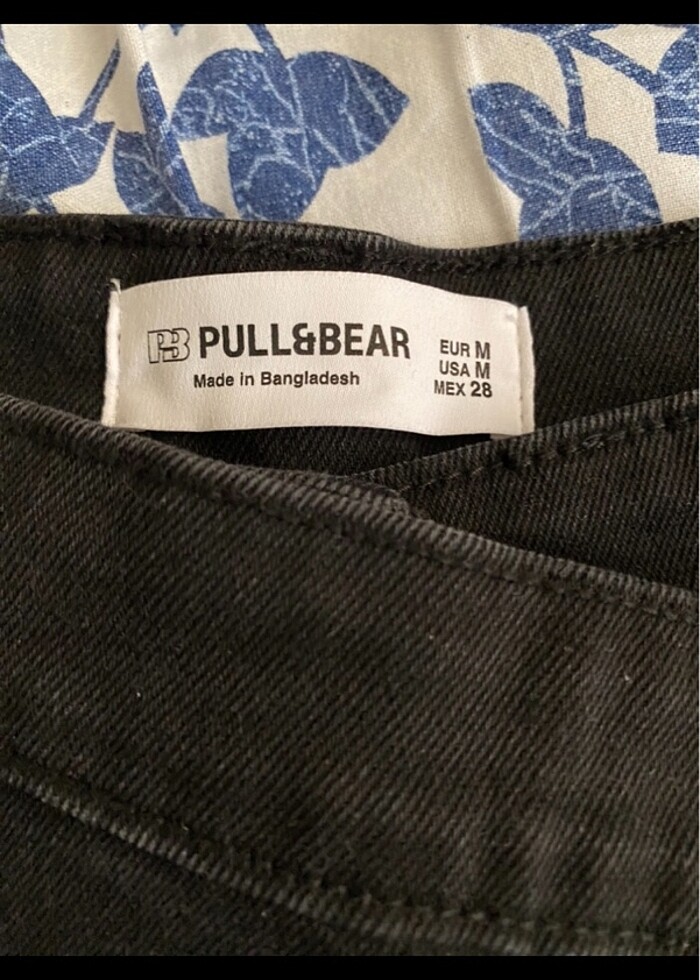 PB PULL&BEAR
Made in Bangladesh
EUR M
USA M
MEX 28